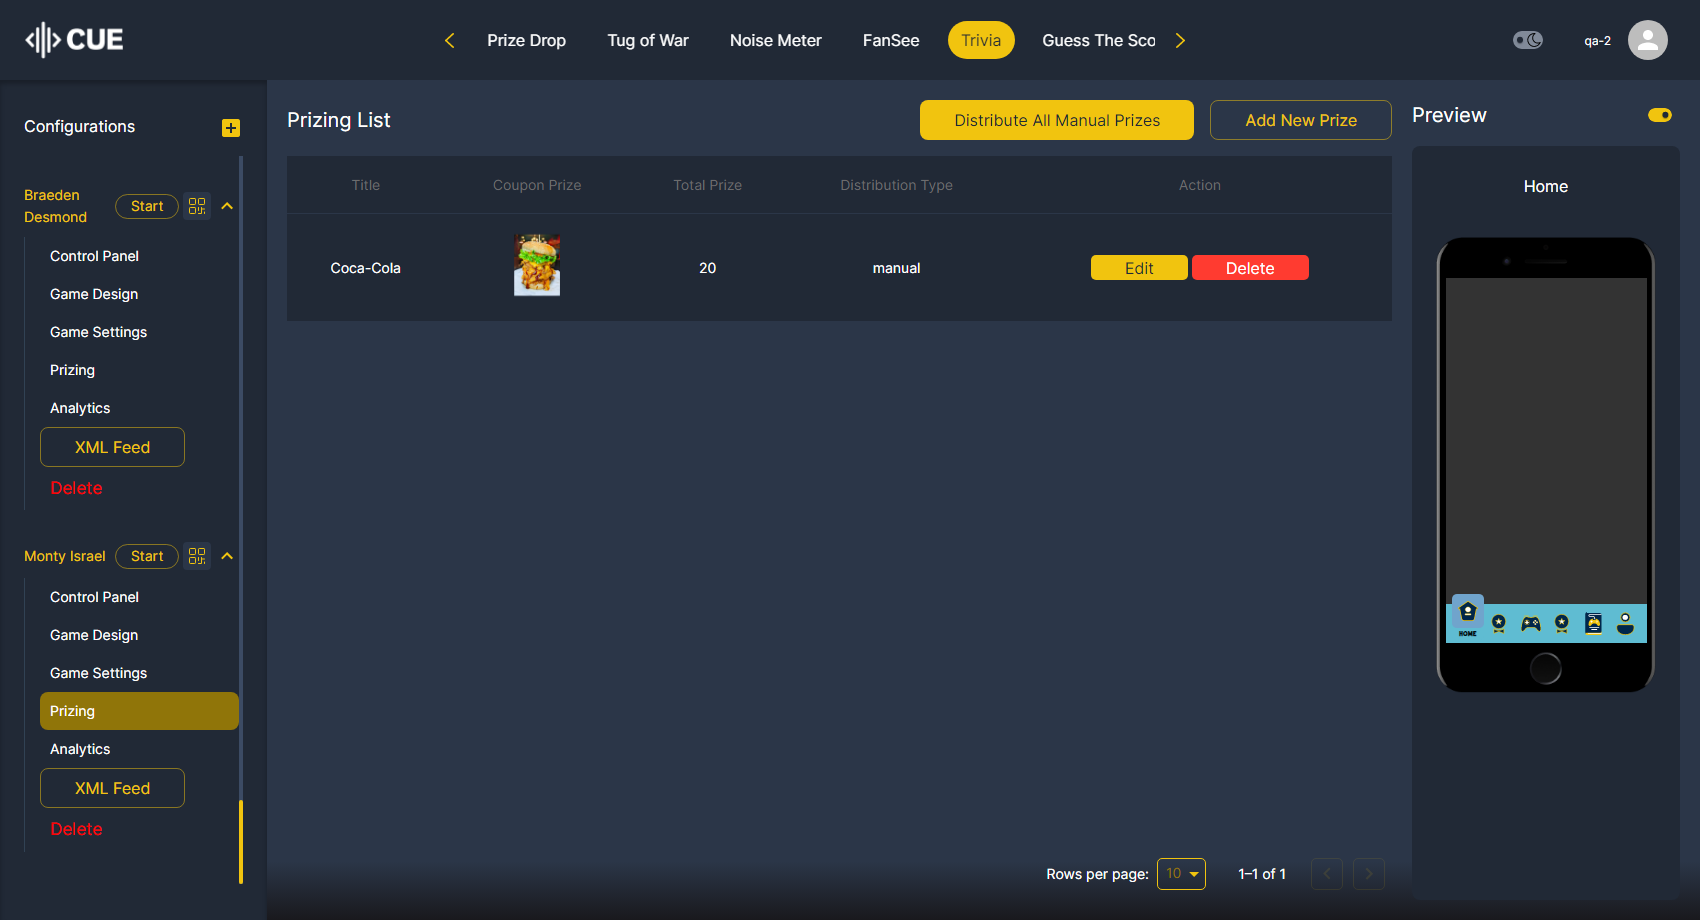 CUE
Prize Drop
Tug of War
Noise Meter
FanSee
Trivia
Guess The Sco
qa-2
Configurations
Braeden
Desmond
Start
Control Panel
Game Design
Game Settings
Prizing
Analytics
XML Feed
Delete
Monty Israel
Start
Control Panel
Game Design
Game Settings
Prizing
Analytics
XML Feed
Delete
Prizing List
Distribute All Manual Prizes
Add New Prize
Title
Coupon Prize
Total Prize
Distribution Type
Action
Coca-Cola
20
manual
Edit
Delete
Rows per page:
10
1–1 of 1
Preview
Home
HOME